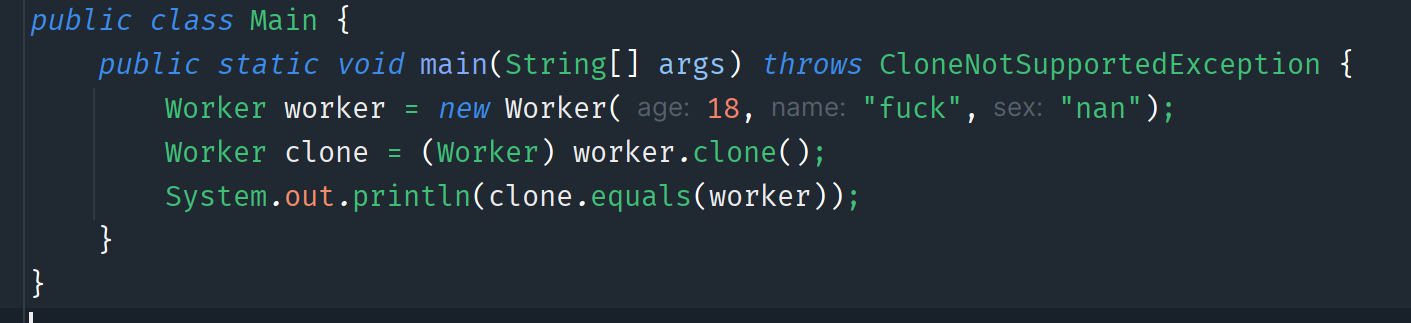 public class Main {
public static void main(String[] args) throws CloneNotSupportedException {
Worker worker = new Worker( age: 18, name: "fuck", sex: "nan");
Worker clone = (Worker) worker.clone();
System.out.println(clone.equals(worker));
}
}